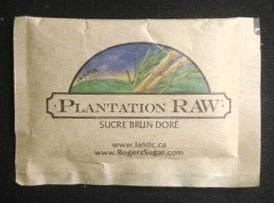 PLANTATION RAW
SUCRE BRUN DORÉ
www.lantic.ca
www.RogersSugar.com